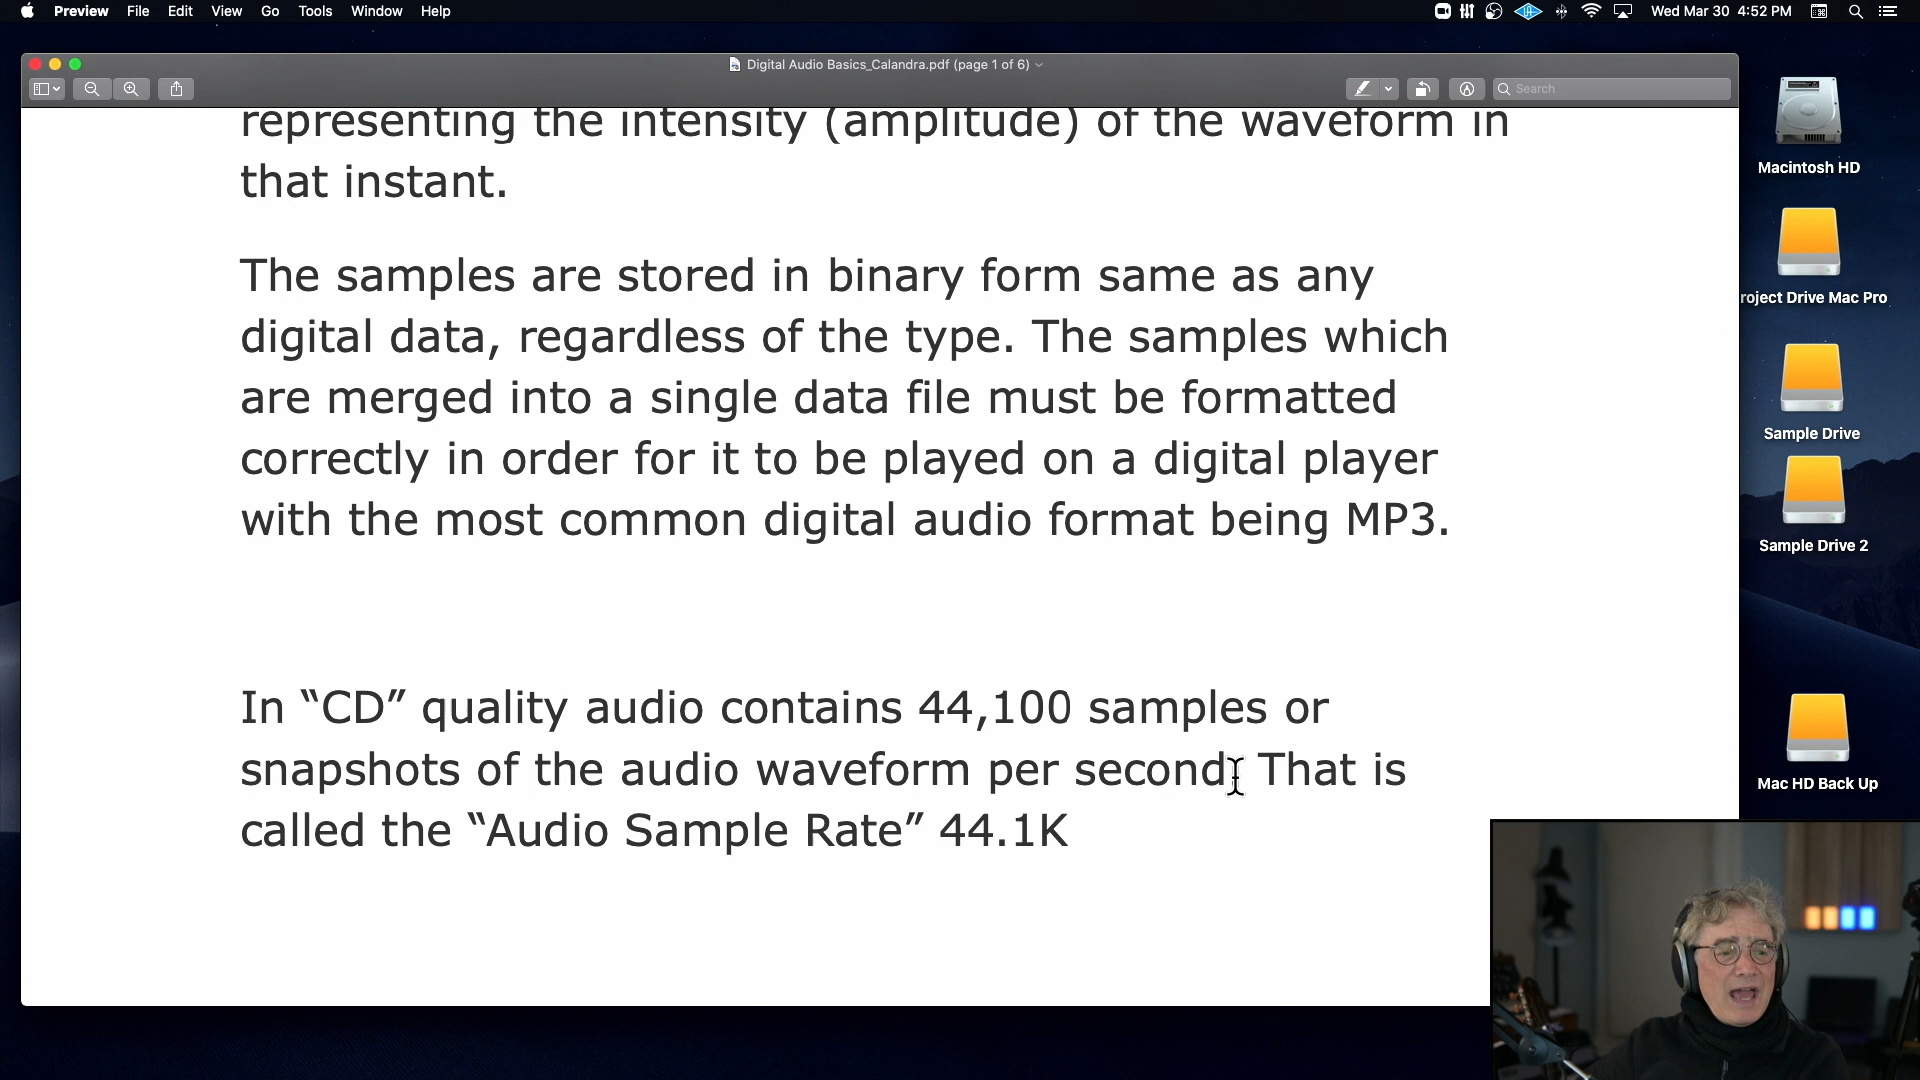 Preview File Edit View Go Tools Window Help
Wed Mar 30 4:52 PM
Digital Audio Basics_Calandra.pdf (page 1 of 6)
Search
representing the intensity (amplitude) of the waveform in
that instant.
The samples are stored in binary form same as any
digital data, regardless of the type. The samples which
are merged into a single data file must be formatted
correctly in order for it to be played on a digital player
with the most common digital audio format being MP3.
In “CD” quality audio contains 44,100 samples or
snapshots of the audio waveform per second. That is
called the “Audio Sample Rate” 44.1K
Macintosh HD
roject Drive Mac Pro
Sample Drive
Sample Drive 2
Mac HD Back Up